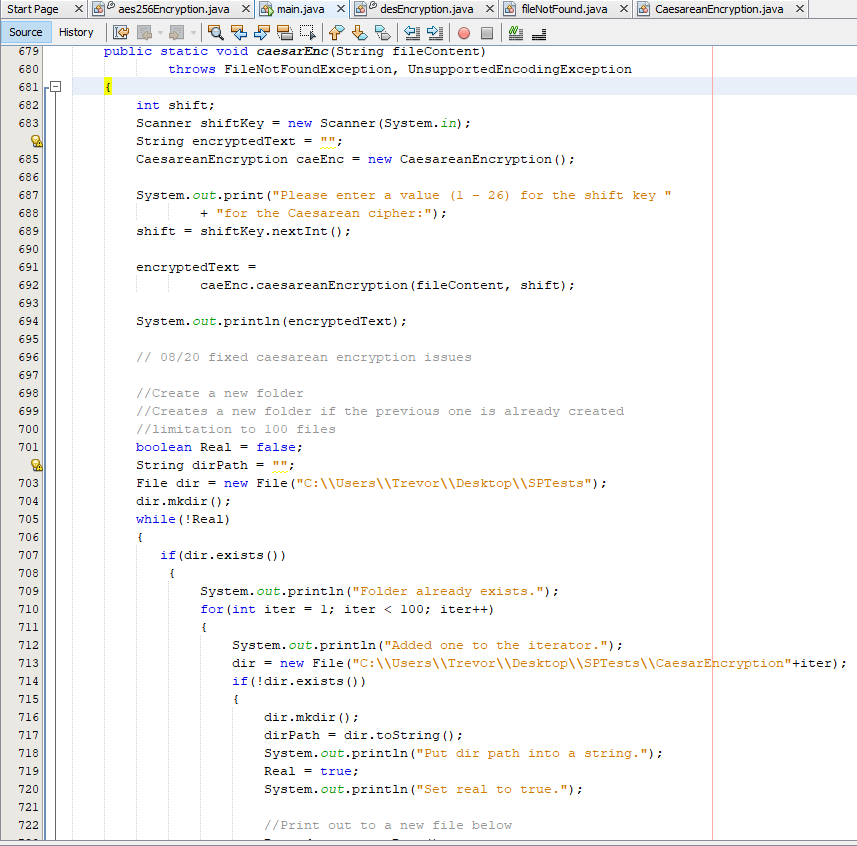 Start Page aes256Encryption.java main.java desEncryption.java fileNotFound.java CaesareanEncryption.java
Source History
679 public static void caesarEnc(String fileContent)
680 throws FileNotFoundException, UnsupportedEncodingException
681 {
682 int shift;
683 Scanner shiftKey = new Scanner(System.in);
String encryptedText = "";
685 CaesareanEncryption caeEnc = new CaesareanEncryption();
686
687 System.out.print("Please enter a value (1 - 26) for the shift key "
688 + "for the Caesarean cipher:");
689 shift = shiftKey.nextInt();
690
691 encryptedText =
692 caeEnc.caesareanEncryption(fileContent, shift);
693
694 System.out.println(encryptedText);
695
696 // 08/20 fixed caesarean encryption issues
697
698 //Create a new folder
699 //Creates a new folder if the previous one is already created
700 //limitation to 100 files
701 boolean Real = false;
String dirPath = "";
703 File dir = new File("C:\\Users\\Trevor\\Desktop\\SPTests");
704 dir.mkdir();
705 while(!Real)
706 {
707 if(dir.exists())
708 {
709 System.out.println("Folder already exists.");
710 for(int iter = 1; iter < 100; iter++)
711 {
712 System.out.println("Added one to the iterator.");
713 dir = new File("C:\\Users\\Trevor\\Desktop\\SPTests\\CaesarEncryption"+iter);
714 if(!dir.exists())
715 {
716 dir.mkdir();
717 dirPath = dir.toString();
718 System.out.println("Put dir path into a string.");
719 Real = true;
720 System.out.println("Set real to true.");
721
722 //Print out to a new file below